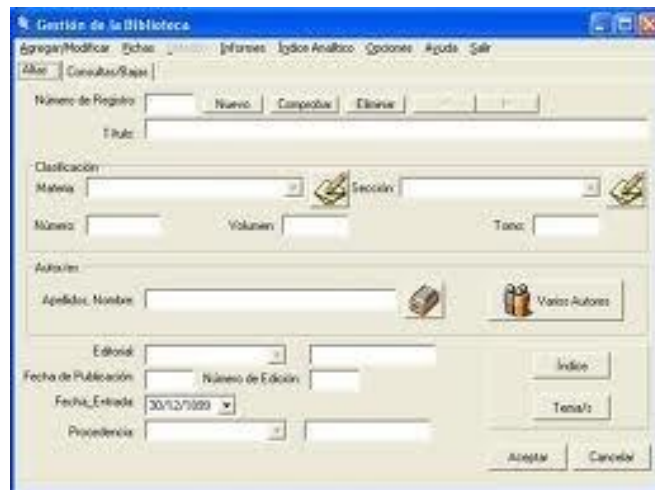 Gestión de la Biblioteca
Agregar/Modificar Fichas Informes Índice Analítico Opciones Ayuda Salir
Altas Consultas/Bajas
Número de Registro: Nuevo Comprobar Eliminar
Título:
Clasificación
Materia: Sección:
Número: Volumen: Tomo:
Autor/es
Apellidos, Nombre: Varios Autores
Editorial:
Índice
Fecha de Publicación: Número de Edición:
Fecha_Entrada: 30/12/1899
Tema/s
Procedencia:
Aceptar Cancelar